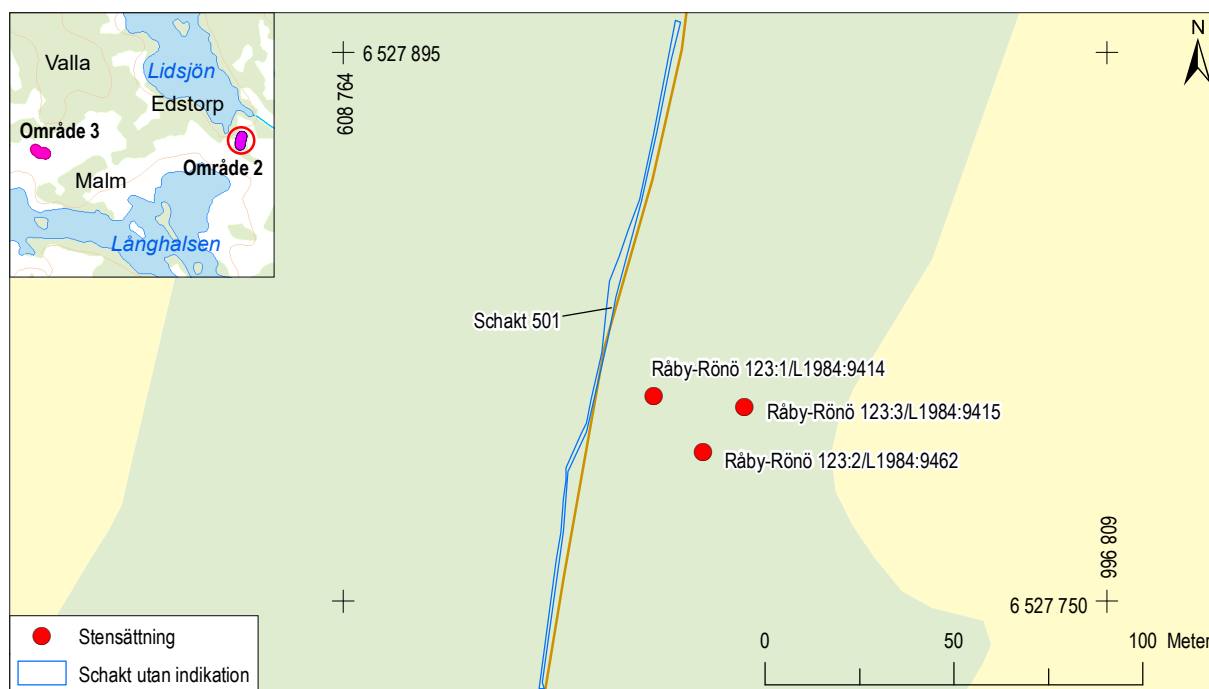 N
6 527 895
608 764
Valla
Lidsjön
Edstorp
Område 3
Område 2
Malm
Långhalsen
Schakt 501
Råby-Rönö 123:1/L1984:9414
Råby-Rönö 123:3/L1984:9415
Råby-Rönö 123:2/L1984:9462
608 966
6 527 750
Stensättning
Schakt utan indikation
0 50 100 Meter